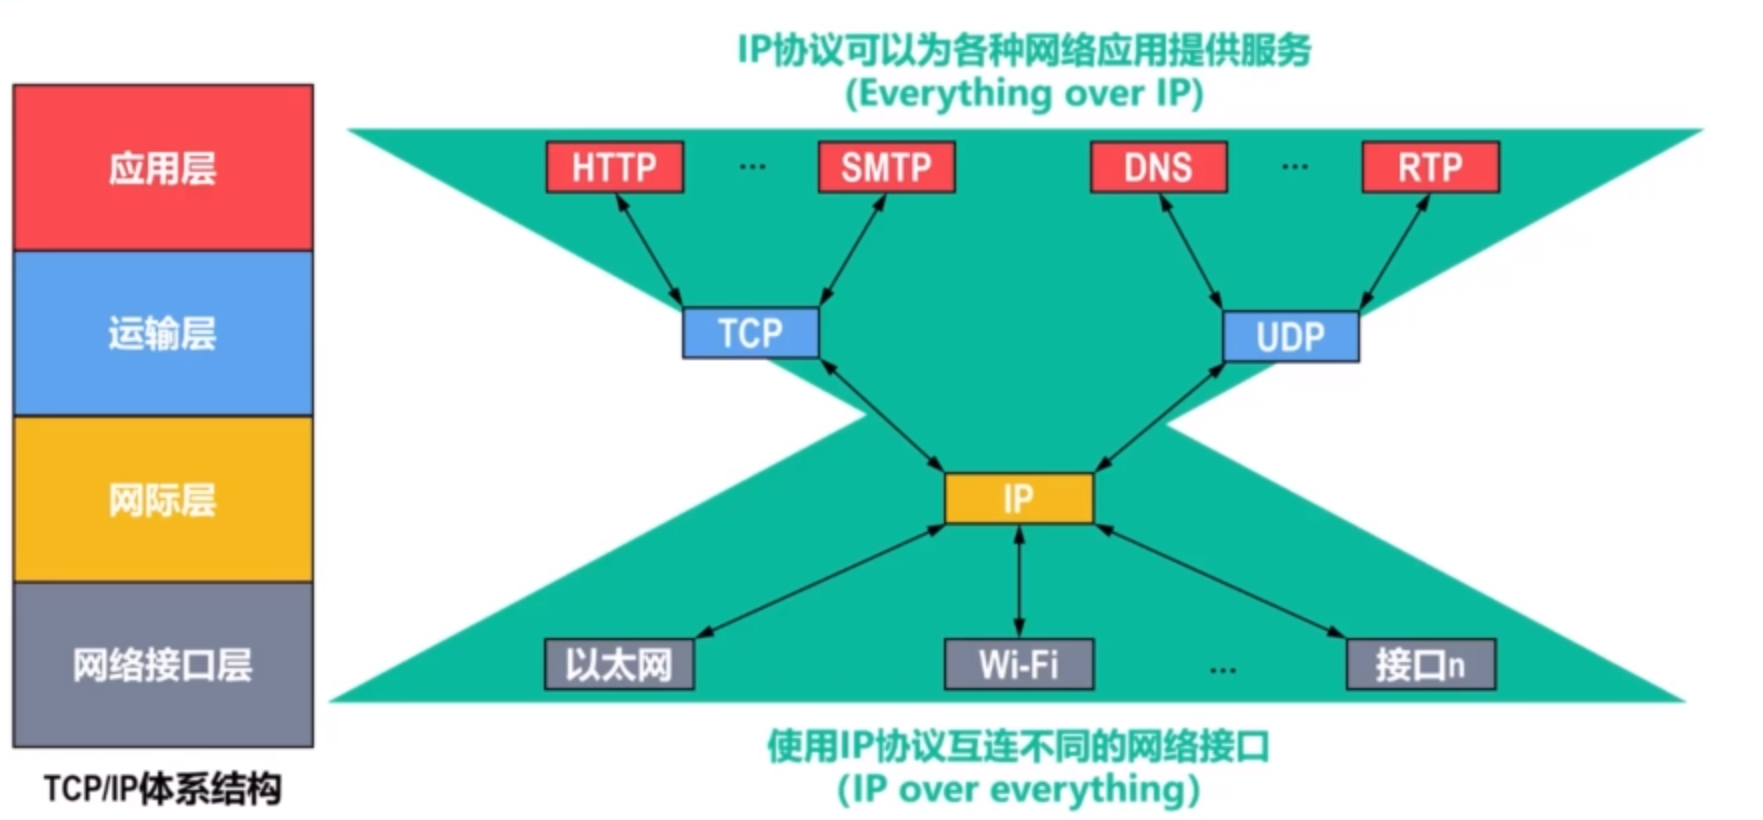 IP协议可以为各种网络应用提供服务
(Everything over IP)
应用层
HTTP ... SMTP DNS ... RTP
运输层
TCP UDP
网际层
IP
网络接口层
以太网 Wi-Fi ... 接口n
TCP/IP体系结构
使用IP协议互连不同的网络接口
(IP over everything)